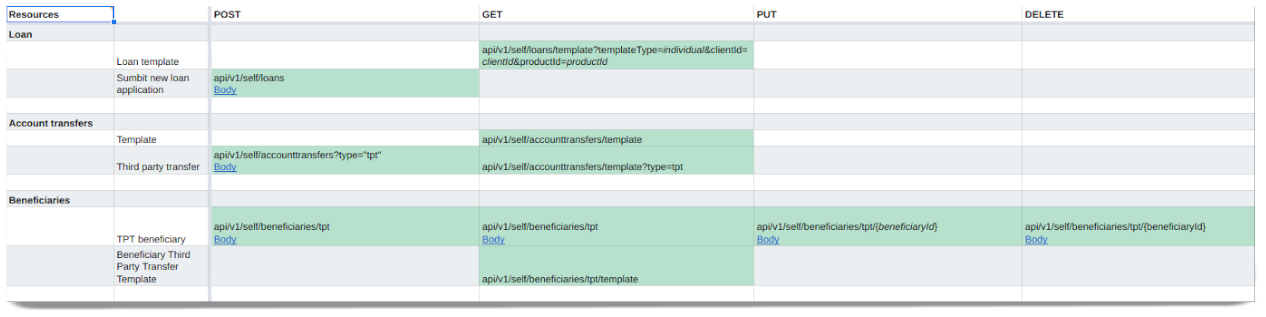 Resources POST GET PUT DELETE
Loan
api/v1/self/loans/template?templateType=individual&clientId=
Loan template clientId&productId=productId
Sumbit new loan api/v1/self/loans
application Body
Account transfers
Template api/v1/self/accounttransfers/template
api/v1/self/accounttransfers?type="tpt"
Third party transfer Body api/v1/self/accounttransfers/template?type=tpt
Beneficiaries
api/v1/self/beneficiaries/tpt api/v1/self/beneficiaries/tpt api/v1/self/beneficiaries/tpt/{beneficiaryId} api/v1/self/beneficiaries/tpt/{beneficiaryId}
TPT beneficiary Body Body Body Body
Beneficiary Third
Party Transfer
Template api/v1/self/beneficiaries/tpt/template